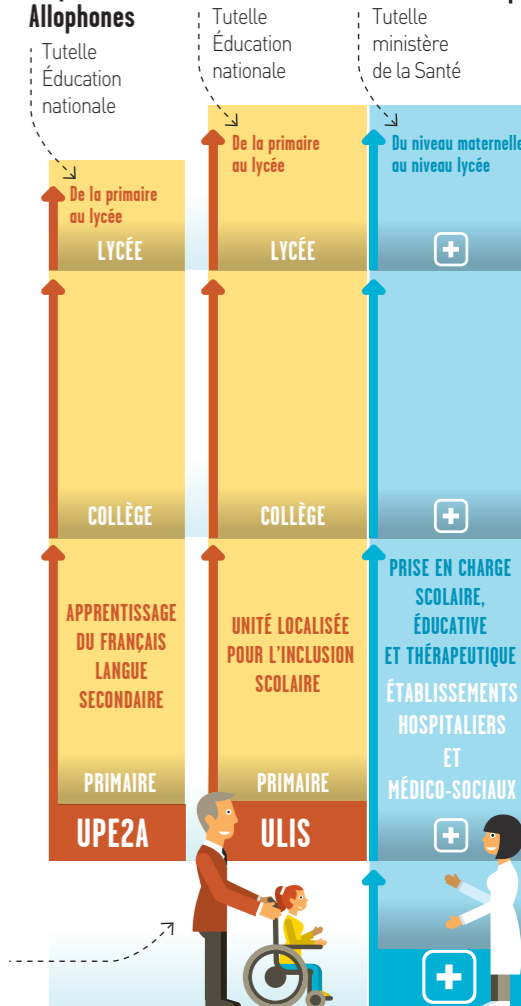 Allophones
Tutelle
Éducation
nationale
De la primaire
au lycée
LYCÉE
COLLÈGE
APPRENTISSAGE
DU FRANÇAIS
LANGUE
SECONDAIRE
PRIMAIRE
UPE2A
Tutelle
Éducation
nationale
De la primaire
au lycée
LYCÉE
COLLÈGE
UNITÉ LOCALISÉE
POUR L'INCLUSION
SCOLAIRE
PRIMAIRE
ULIS
Tutelle
ministère
de la Santé
Du niveau maternelle
au niveau lycée
PRISE EN CHARGE
SCOLAIRE,
ÉDUCATIVE
ET THÉRAPEUTIQUE
ÉTABLISSEMENTS
HOSPITALIERS
ET
MÉDICO-SOCIAUX